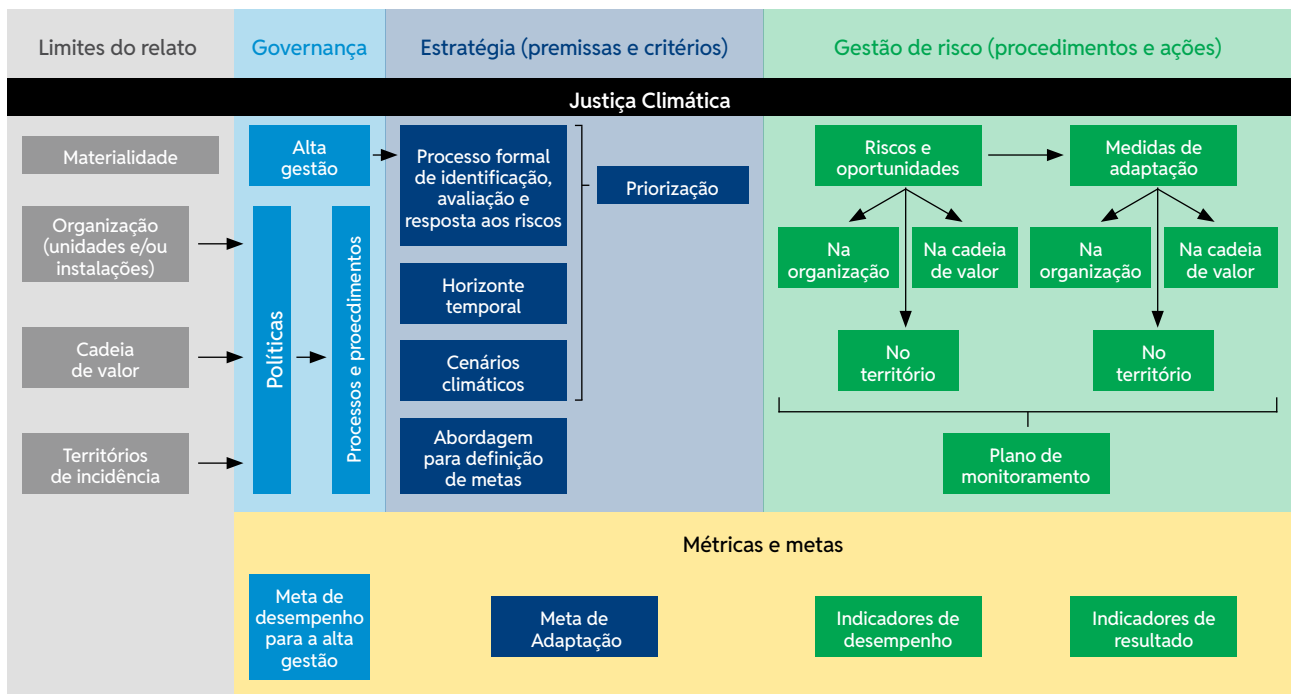 Limites do relato
Governança
Estratégia (premissas e critérios)
Gestão de risco (procedimentos e ações)
Justiça Climática
Materialidade
Organização
(unidades e/ou
instalações)
Cadeia
de valor
Territórios
de incidência
Alta
gestão
Políticas
Processos e proecdimentos
Processo formal
de identificação,
avaliação e
resposta aos riscos
Horizonte
temporal
Cenários
climáticos
Abordagem
para definição
de metas
Priorização
Riscos e
oportunidades
Na
organização
Na cadeia
de valor
No
território
Medidas de
adaptação
Na
organização
Na cadeia
de valor
No
território
Plano de
monitoramento
Métricas e metas
Meta de
desempenho
para a alta
gestão
Meta de
Adaptação
Indicadores de
desempenho
Indicadores de
resultado